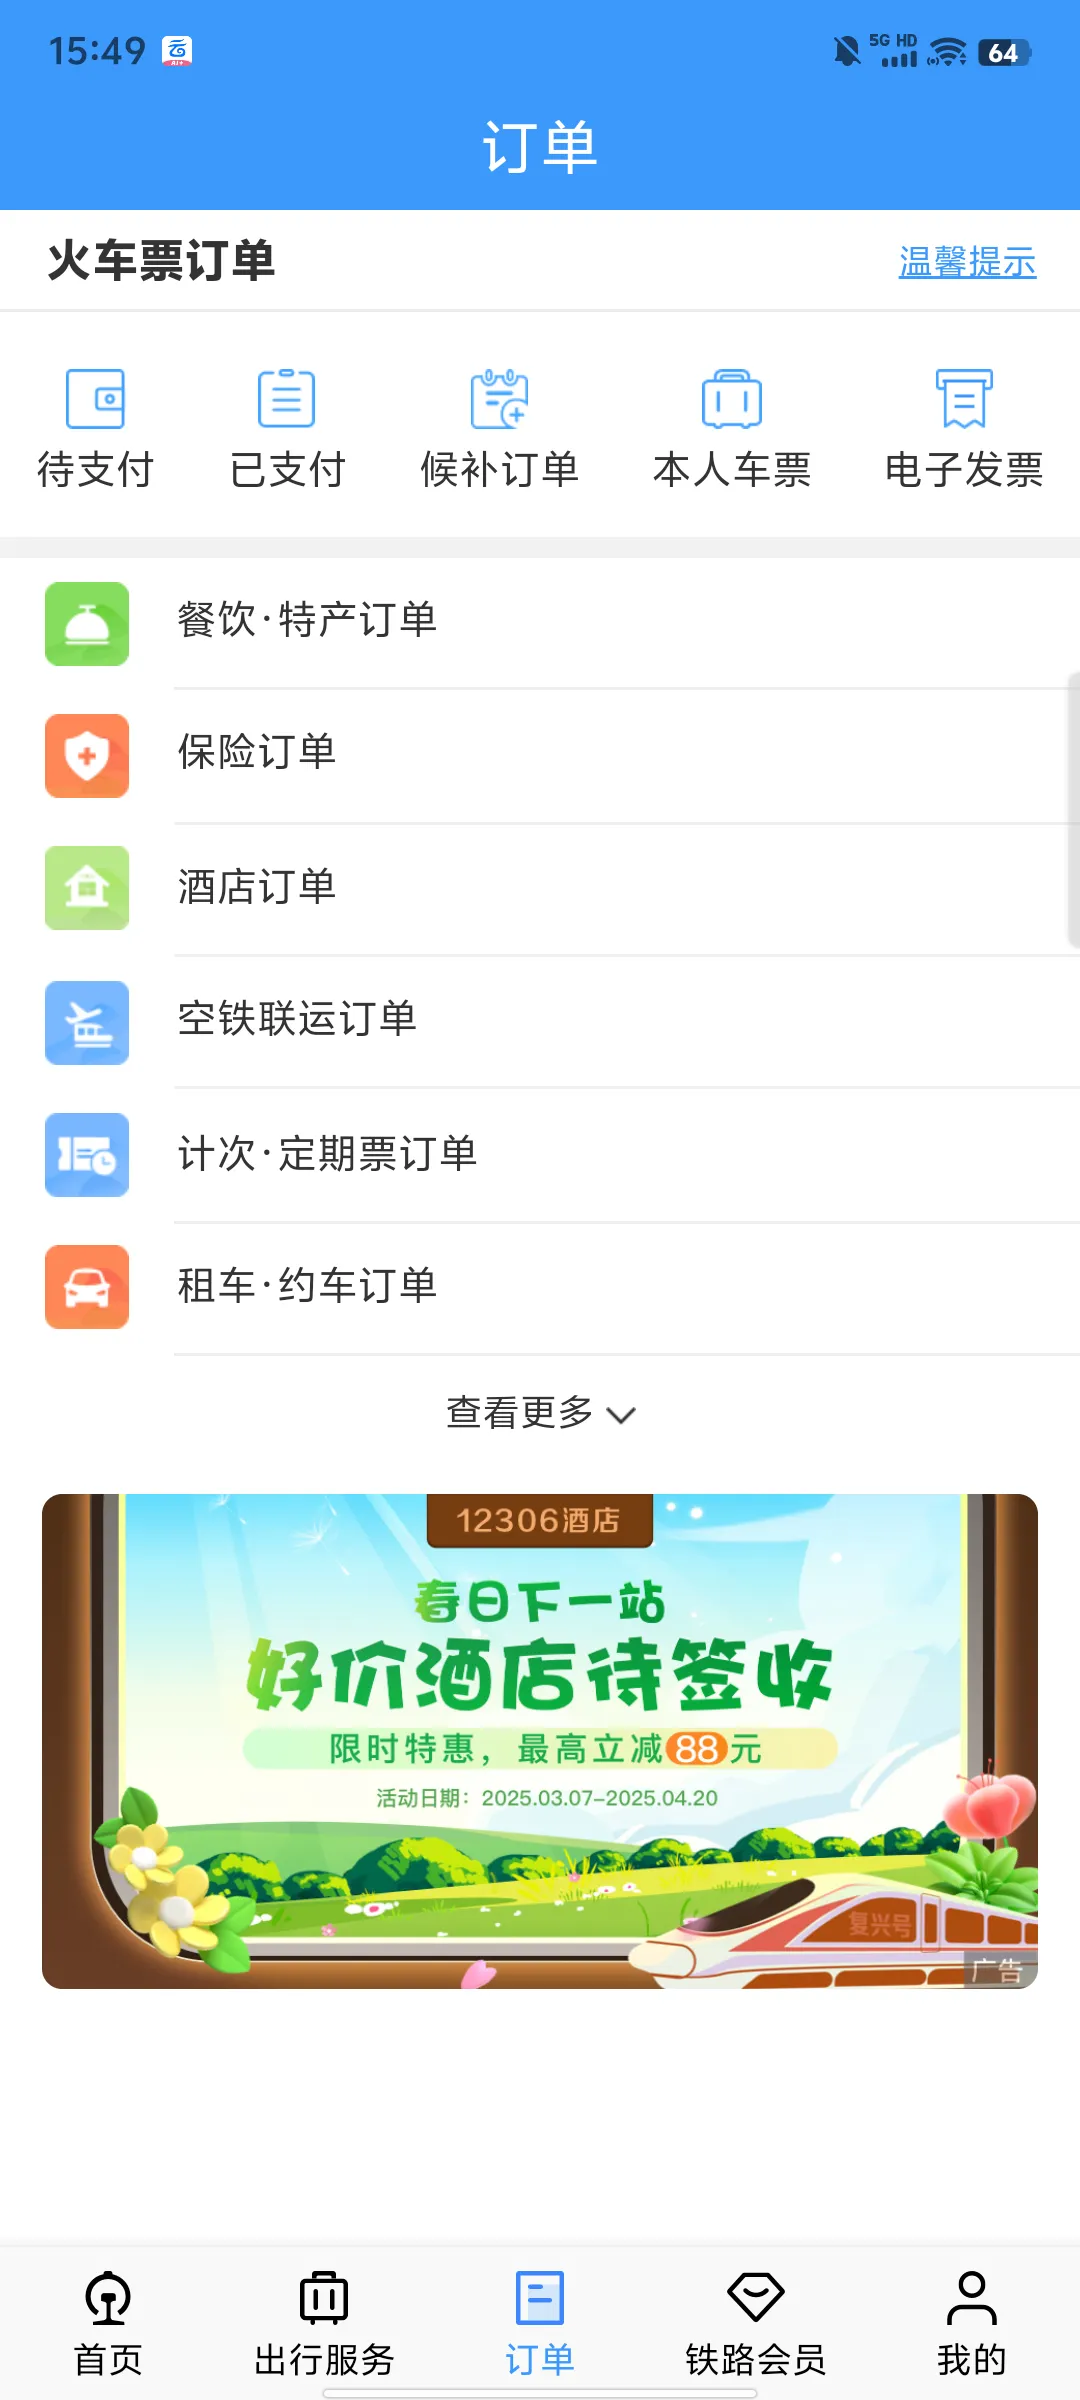 15:49
5G HD
64
订单
火车票订单
温馨提示
待支付
已支付
候补订单
本人车票
电子发票
餐饮·特产订单
保险订单
酒店订单
空铁联运订单
计次·定期票订单
租车·约车订单
查看更多
12306酒店
春日下一站
好价酒店待签收
限时特惠，最高立减88元
活动日期：2025.03.07-2025.04.20
复兴号
广告
首页
出行服务
订单
铁路会员
我的